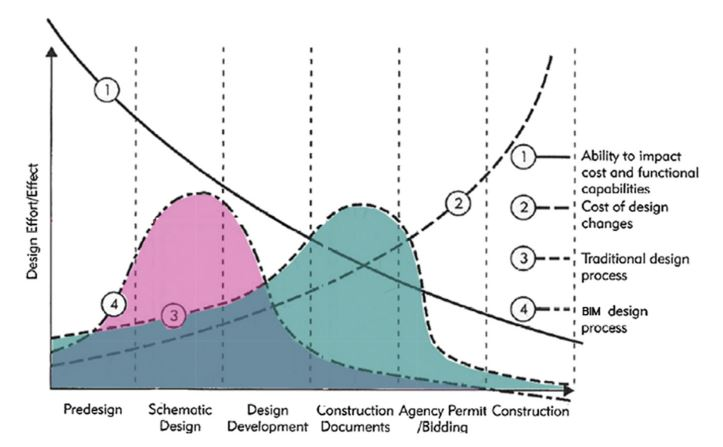 1
2
4
3
Design Effort/Effect
1
Ability to impact
cost and functional
capabilities
2
Cost of design
changes
3
Traditional design
process
4
BIM design
process
Predesign
Schematic
Design
Design
Development
Construction
Documents
Agency Permit
/Bidding
Construction